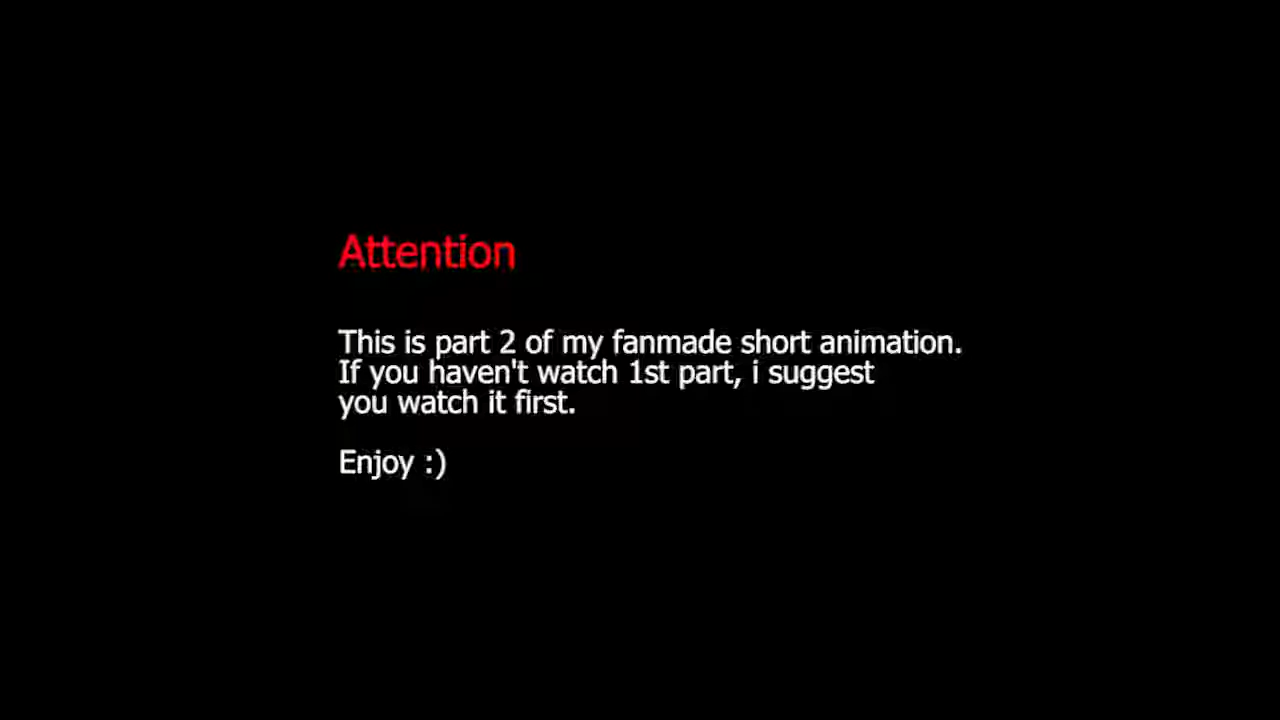 Attention
This is part 2 of my fanmade short animation.
If you haven't watch 1st part, i suggest
you watch it first.
Enjoy :)